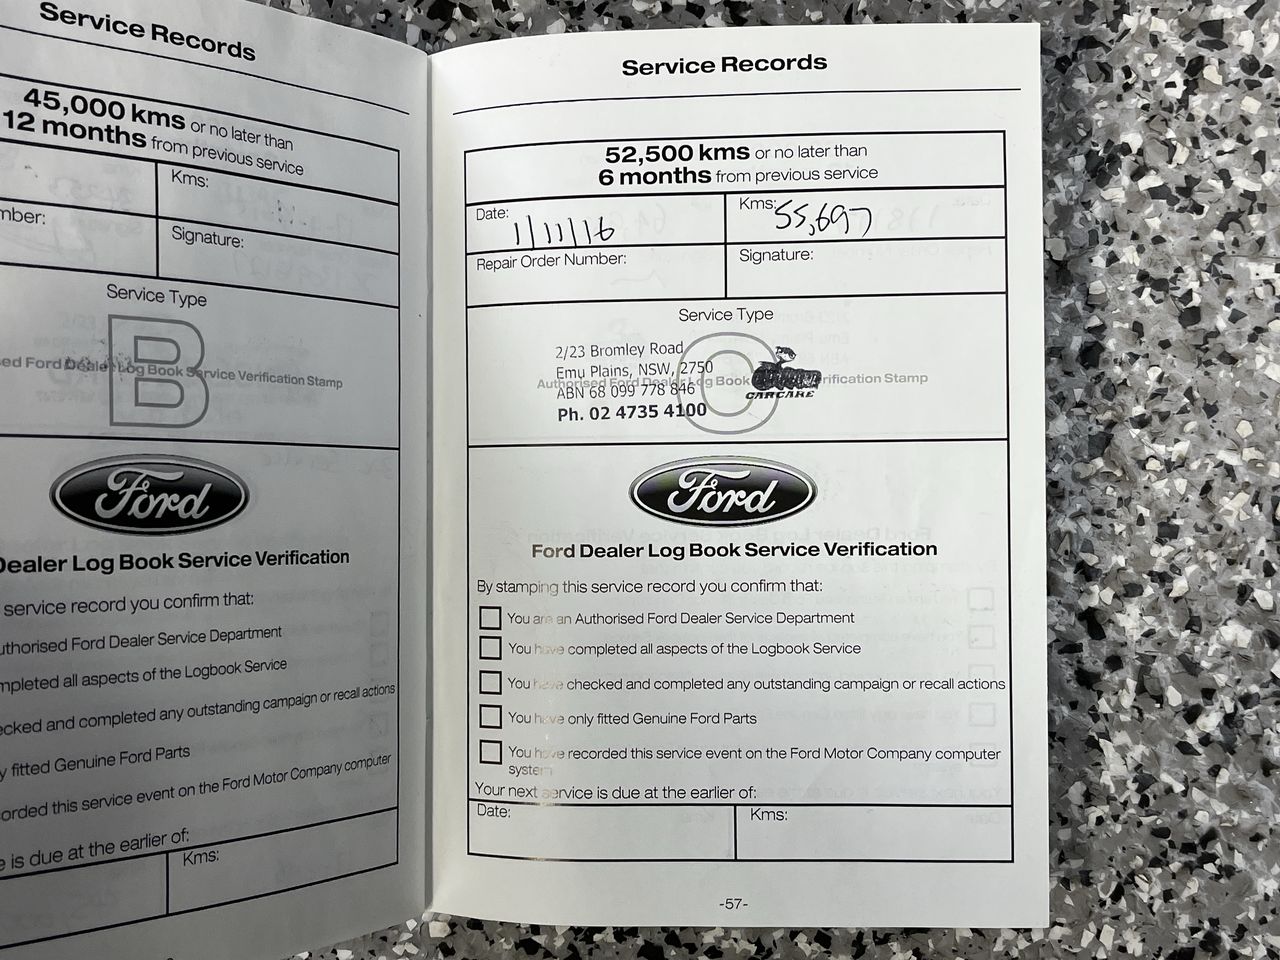 Service Records
45,000 kms or no later than
12 months from previous service
Kms:
mber:
Signature:
Service Type
B
ed Ford Dealer Log Book Service Verification Stamp
Ford
Dealer Log Book Service Verification
service record you confirm that:
uthorised Ford Dealer Service Department
mpleted all aspects of the Logbook Service
ecked and completed any outstanding campaign or recall actions
y fitted Genuine Ford Parts
orded this service event on the Ford Motor Company computer
e is due at the earlier of:
Kms:
Service Records
52,500 kms or no later than
6 months from previous service
Date: 1/11/16
Kms: 55,697
Repair Order Number:
Signature:
Service Type
C
2/23 Bromley Road
Emu Plains, NSW, 2750
Authorised Ford Dealer Log Book Verification Stamp
ABN 68 099 778 846
CARCARE
Ph. 02 4735 4100
Ford
Ford Dealer Log Book Service Verification
By stamping this service record you confirm that:
You are an Authorised Ford Dealer Service Department
You have completed all aspects of the Logbook Service
You have checked and completed any outstanding campaign or recall actions
You have only fitted Genuine Ford Parts
You have recorded this service event on the Ford Motor Company computer
system
Your next service is due at the earlier of:
Date:
Kms:
-57-